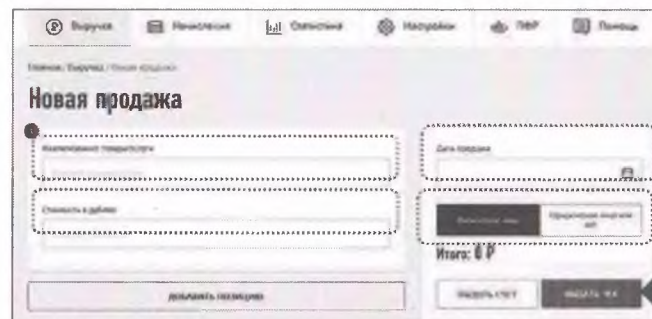 Выручка Начисления Статистика Настройки ПФР Помощь
Главная / Выручка / Новая продажа
Новая продажа
Наименование товара/услуги
Дата продажи
Стоимость в рублях
Физическое лицо
Юридическое лицо или ИП
Итого: 0 ₽
ДОБАВИТЬ ПОЗИЦИЮ
ВЫДАТЬ СЧЕТ
ВЫДАТЬ ЧЕК